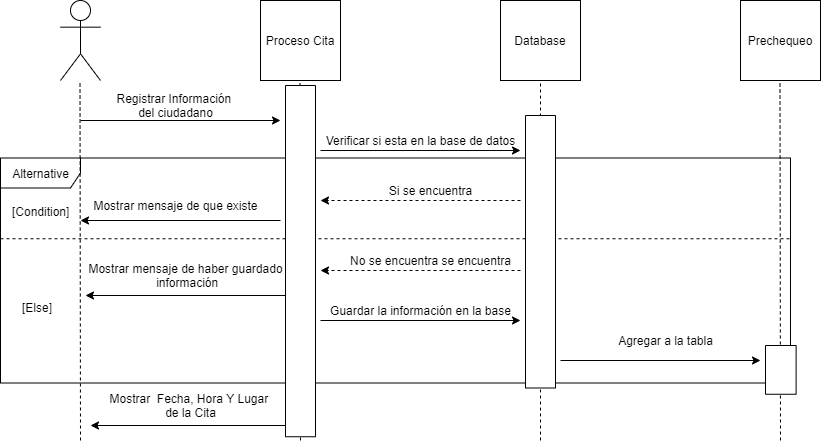 Proceso Cita
Database
Prechequeo
Registrar Información
del ciudadano
Verificar si esta en la base de datos
Alternative
Si se encuentra
[Condition]
Mostrar mensaje de que existe
No se encuentra se encuentra
Mostrar mensaje de haber guardado
información
[Else]
Guardar la información en la base
Agregar a la tabla
Mostrar Fecha, Hora Y Lugar
de la Cita